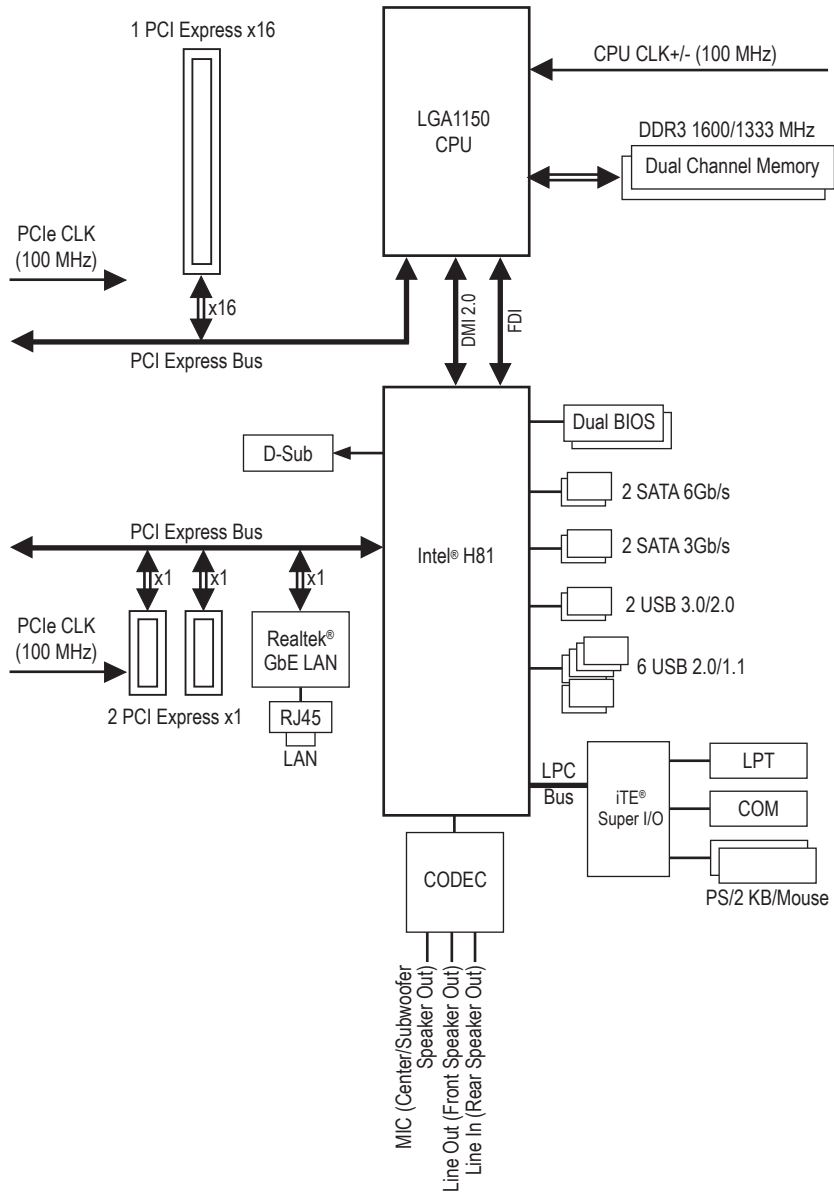 1 PCI Express x16
CPU CLK+/- (100 MHz)
LGA1150
CPU
DDR3 1600/1333 MHz
Dual Channel Memory
PCIe CLK
(100 MHz)
x16
PCI Express Bus
DMI 2.0
FDI
Dual BIOS
D-Sub
2 SATA 6Gb/s
PCI Express Bus
Intel® H81
2 SATA 3Gb/s
x1
x1
x1
2 USB 3.0/2.0
PCIe CLK
(100 MHz)
Realtek®
GbE LAN
6 USB 2.0/1.1
2 PCI Express x1
RJ45
LAN
LPC
Bus
iTE®
Super I/O
LPT
COM
PS/2 KB/Mouse
CODEC
MIC (Center/Subwoofer
Speaker Out)
Line Out (Front Speaker Out)
Line In (Rear Speaker Out)